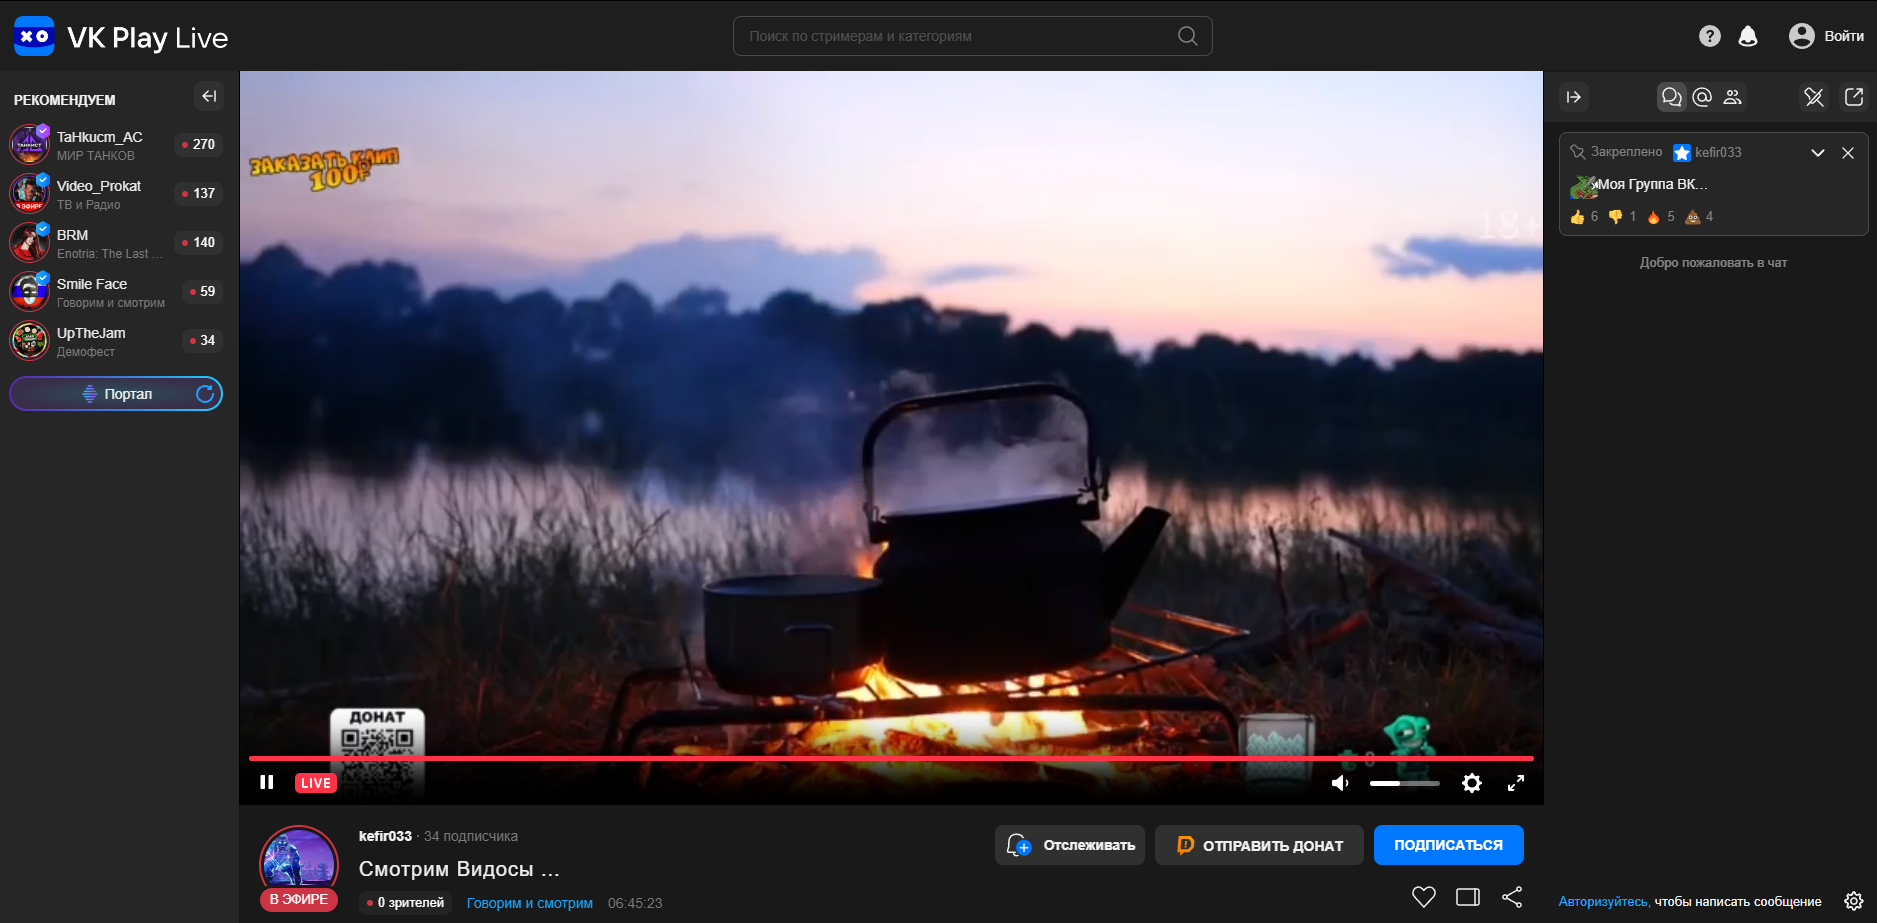 VK Play Live
Поиск по стримерам и категориям
Войти
РЕКОМЕНДУЕМ
TaHkucm_AC
МИР ТАНКОВ
270
Video_Prokat
ТВ и Радио
137
BRM
Enotria: The Last ...
140
Smile Face
Говорим и смотрим
59
UpTheJam
Демофест
34
Портал
ЗАКАЗАТЬ КЛИП
100₽
18+
ДОНАТ
0
LIVE
kefir033 · 34 подписчика
Смотрим Видосы ...
В ЭФИРЕ
0 зрителей
Говорим и смотрим
06:45:23
Отслеживать
ОТПРАВИТЬ ДОНАТ
ПОДПИСАТЬСЯ
Закреплено kefir033
Моя Группа ВК...
6 1 5 4
Добро пожаловать в чат
Авторизуйтесь, чтобы написать сообщение